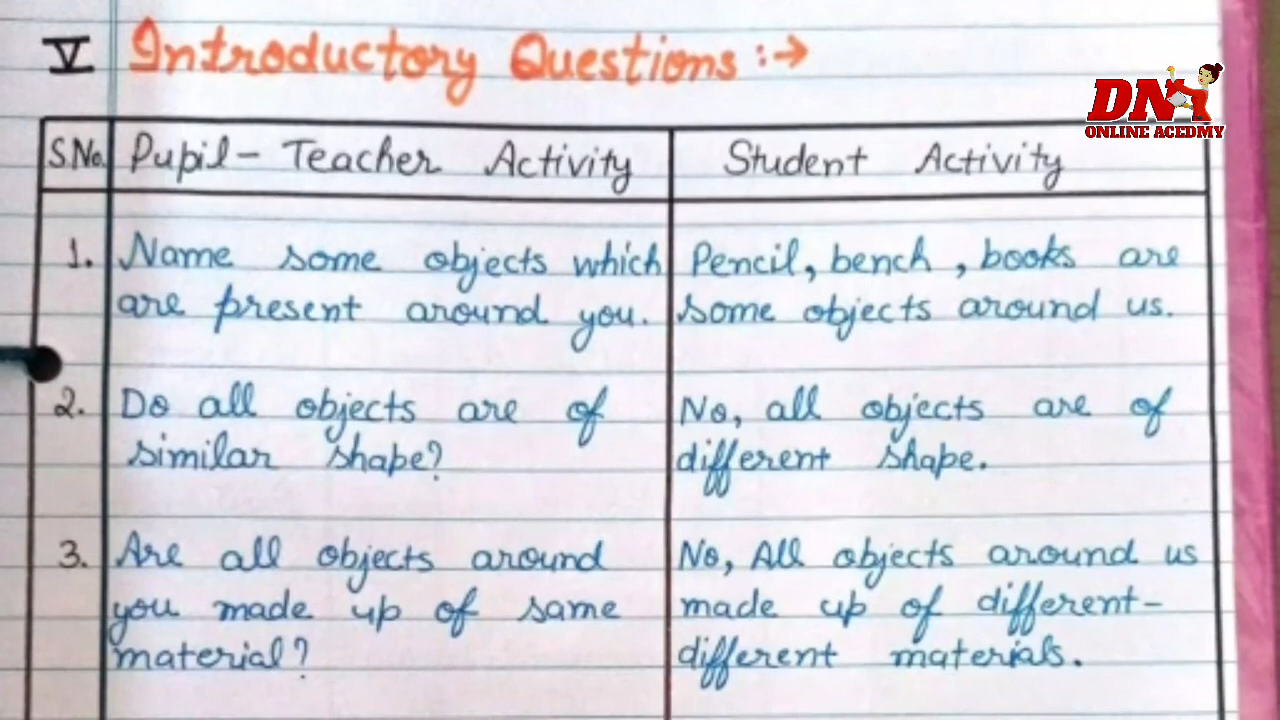 V Introductory Questions :→
DN
ONLINE ACEDMY
S.No. Pupil - Teacher Activity Student Activity
1. Name some objects which
are present around you.
Pencil, bench, books are
some objects around us.
2. Do all objects are of
similar shape?
No, all objects are of
different shape.
3. Are all objects around
you made up of same
material?
No, All objects around us
made up of different-
different materials.